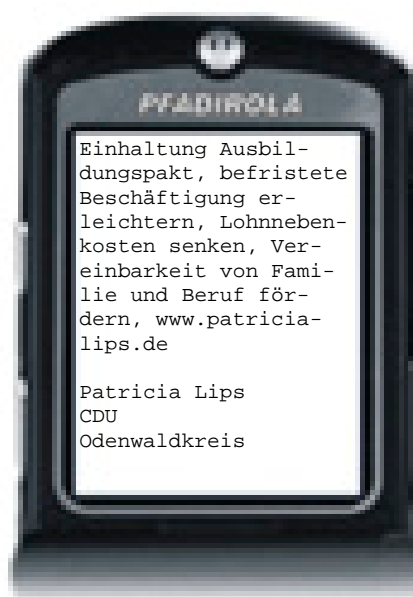 PFADIROLA
Einhaltung Ausbil-
dungspakt, befristete
Beschäftigung er-
leichtern, Lohnneben-
kosten senken, Ver-
einbarkeit von Fami-
lie und Beruf för-
dern, www.patricia-
lips.de

Patricia Lips
CDU
Odenwaldkreis